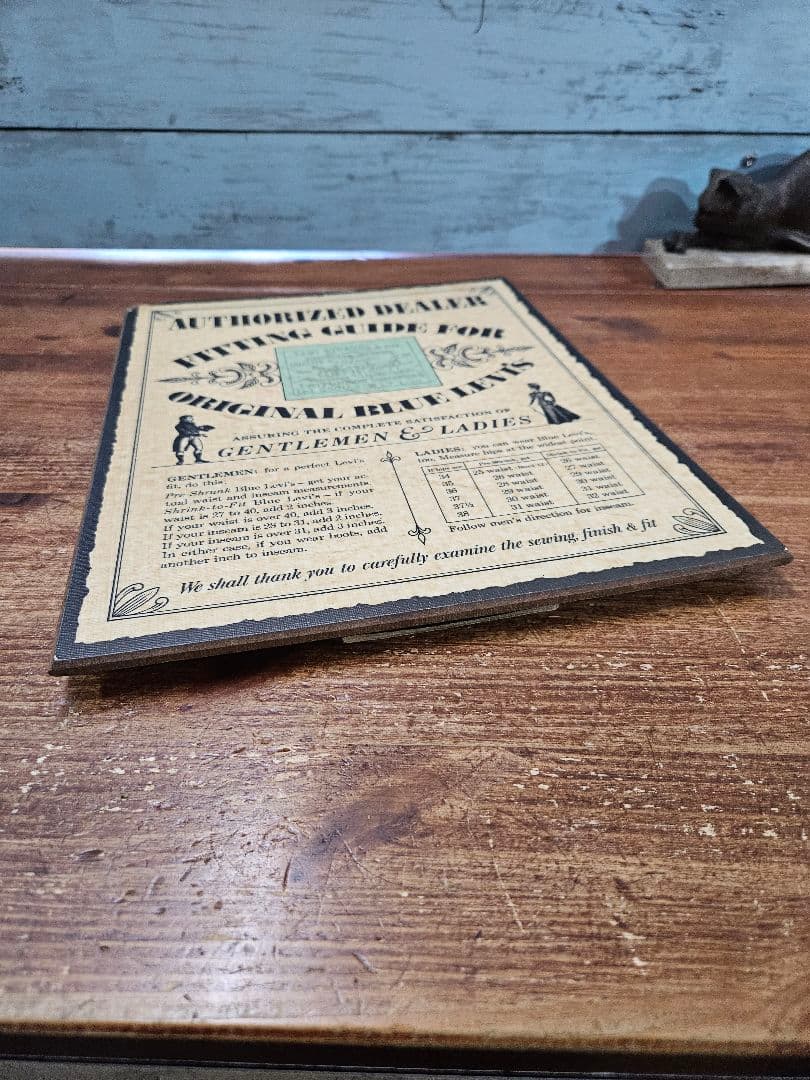 AUTHORIZED DEALER
FITTING GUIDE FOR
ORIGINAL BLUE LEVI'S
ASSURING THE COMPLETE SATISFACTION OF
GENTLEMEN & LADIES
GENTLEMEN: for a perfect Levi's
fit, do this:
Pre-Shrunk Blue Levi's – get your ac-
tual waist and inseam measurements.
Shrink-to-Fit Blue Levi's – if your
waist is 27 to 40, add 2 inches.
If your waist is over 40, add 3 inches.
If your inseam is 28 to 31, add 2 inches.
If your inseam is over 31, add 3 inches.
In either case, if you wear boots, add
another inch to inseam.
LADIES: you can wear Blue Levi's,
too. Measure hips at the widest point
34 25 waist 26 waist
35 26 waist 27 waist
36 28 waist 29 waist
37 29 waist 30 waist
37½ 30 waist 31 waist
38 31 waist 32 waist
Follow men's direction for inseam.
We shall thank you to carefully examine the sewing, finish & fit